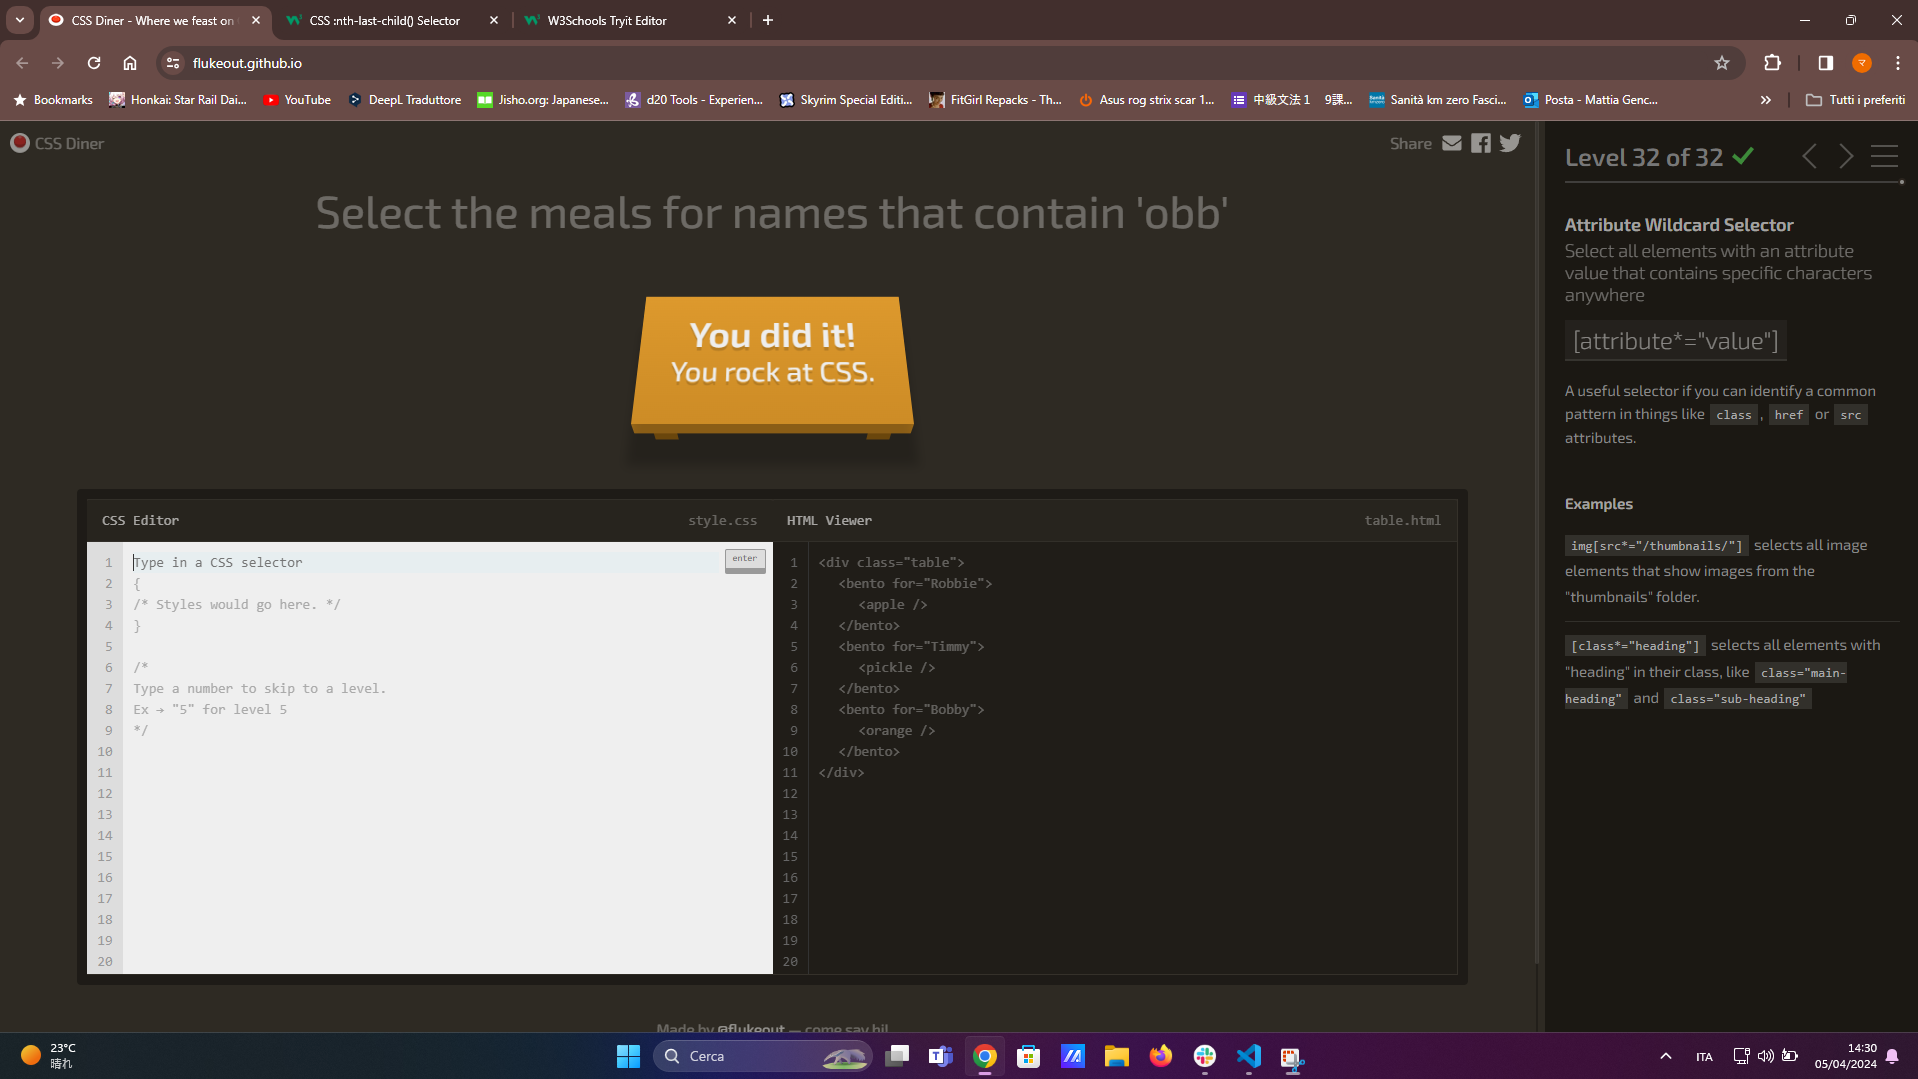 CSS Diner - Where we feast on
CSS :nth-last-child() Selector
W3Schools Tryit Editor
flukeout.github.io
Bookmarks
Honkai: Star Rail Dai...
YouTube
DeepL Traduttore
Jisho.org: Japanese...
d20 Tools - Experien...
Skyrim Special Editi...
FitGirl Repacks - Th...
Asus rog strix scar 1...
中級文法 1 9課...
Sanità km zero Fasci...
Posta - Mattia Genc...
Tutti i preferiti
CSS Diner
Share
Select the meals for names that contain 'obb'
You did it!
You rock at CSS.
CSS Editor
style.css
1 Type in a CSS selector
enter
2 {
3 /* Styles would go here. */
4 }
5
6 /*
7 Type a number to skip to a level.
8 Ex → "5" for level 5
9 */
10
11
12
13
14
15
16
17
18
19
20
HTML Viewer
table.html
1 <div class="table">
2 <bento for="Robbie">
3 <apple />
4 </bento>
5 <bento for="Timmy">
6 <pickle />
7 </bento>
8 <bento for="Bobby">
9 <orange />
10 </bento>
11 </div>
12
13
14
15
16
17
18
19
20
Made by @flukeout — come say hi!
Level 32 of 32
Attribute Wildcard Selector
Select all elements with an attribute
value that contains specific characters
anywhere
[attribute*="value"]
A useful selector if you can identify a common
pattern in things like class , href or src
attributes.
Examples
img[src*="/thumbnails/"] selects all image
elements that show images from the
"thumbnails" folder.
[class*="heading"] selects all elements with
"heading" in their class, like class="main-
heading" and class="sub-heading"
23°C
晴れ
Cerca
ITA
14:30
05/04/2024